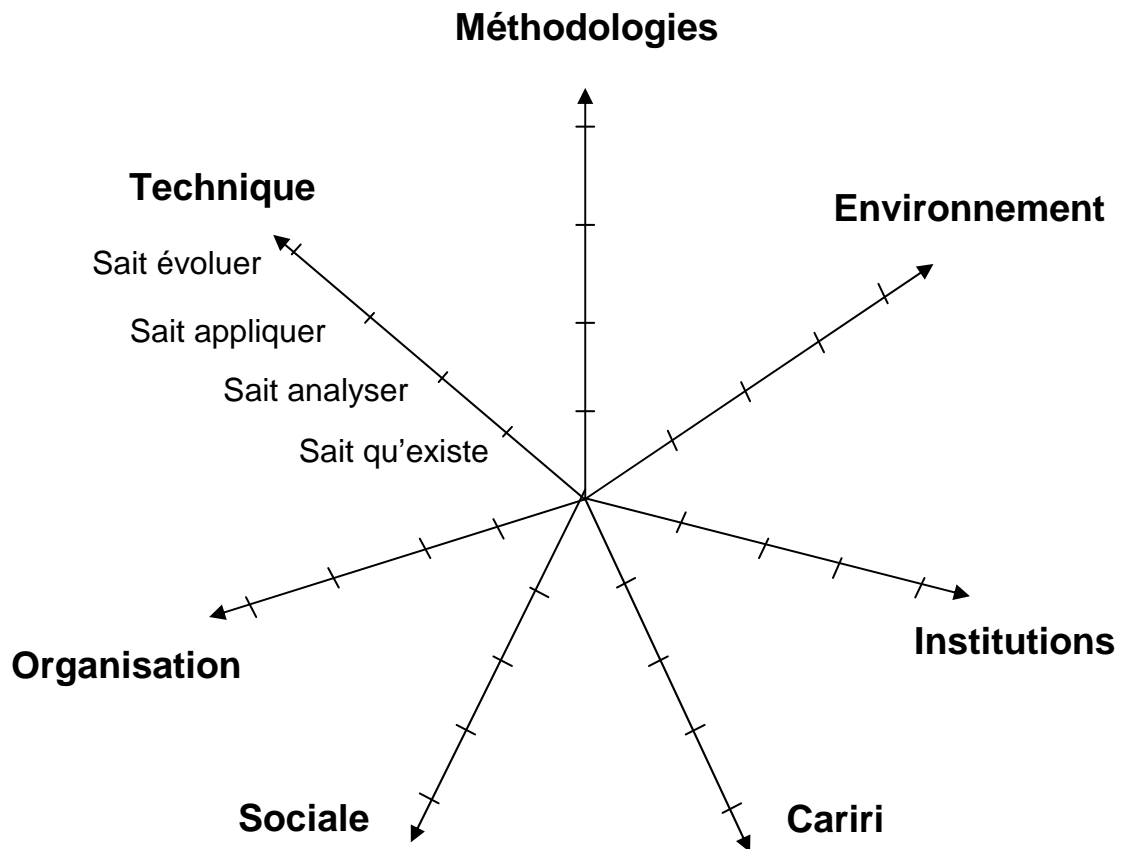 Méthodologies
Technique
Environnement
Sait évoluer
Sait appliquer
Sait analyser
Sait qu’existe
Organisation
Institutions
Sociale
Cariri